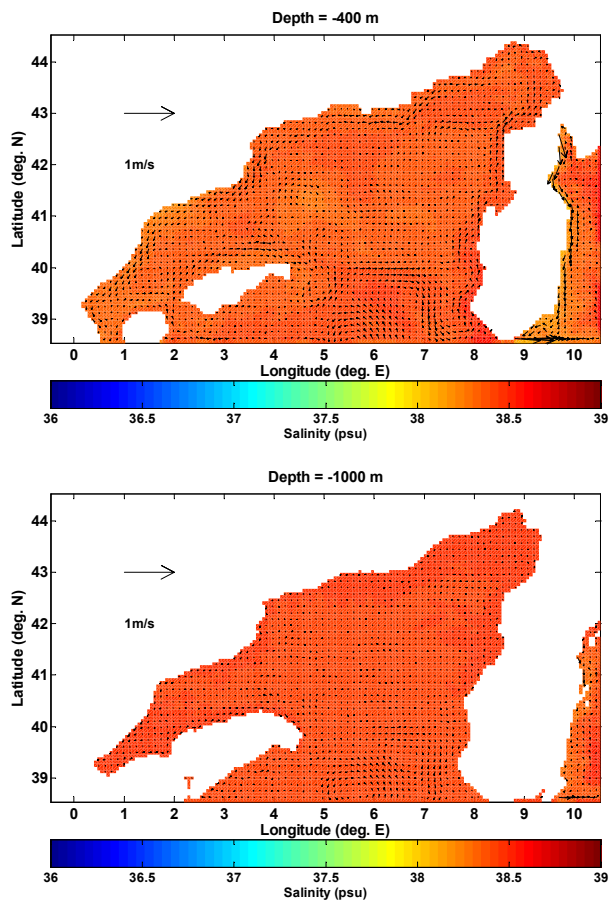 Depth = -400 m
44
43
42
41
40
39
Latitude (deg. N)
1m/s
0 1 2 3 4 5 6 7 8 9 10
Longitude (deg. E)
36 36.5 37 37.5 38 38.5 39
Salinity (psu)
Depth = -1000 m
44
43
42
41
40
39
Latitude (deg. N)
1m/s
0 1 2 3 4 5 6 7 8 9 10
Longitude (deg. E)
36 36.5 37 37.5 38 38.5 39
Salinity (psu)